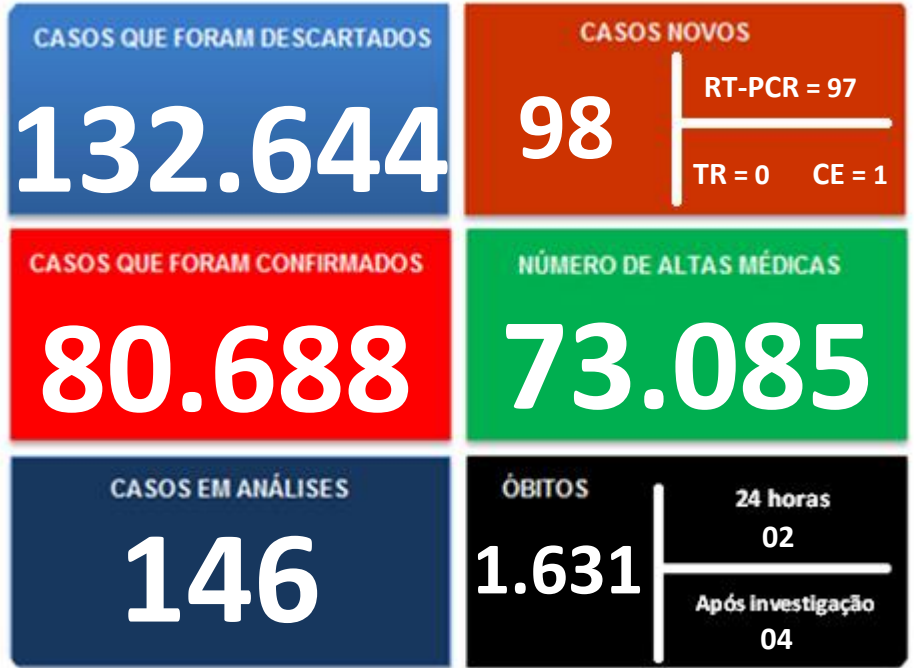 CASOS QUE FORAM DESCARTADOS
132.644
CASOS NOVOS
98
RT-PCR = 97
TR = 0 CE = 1
CASOS QUE FORAM CONFIRMADOS
80.688
NÚMERO DE ALTAS MÉDICAS
73.085
CASOS EM ANÁLISES
146
ÓBITOS
1.631
24 horas
02
Após investigação
04